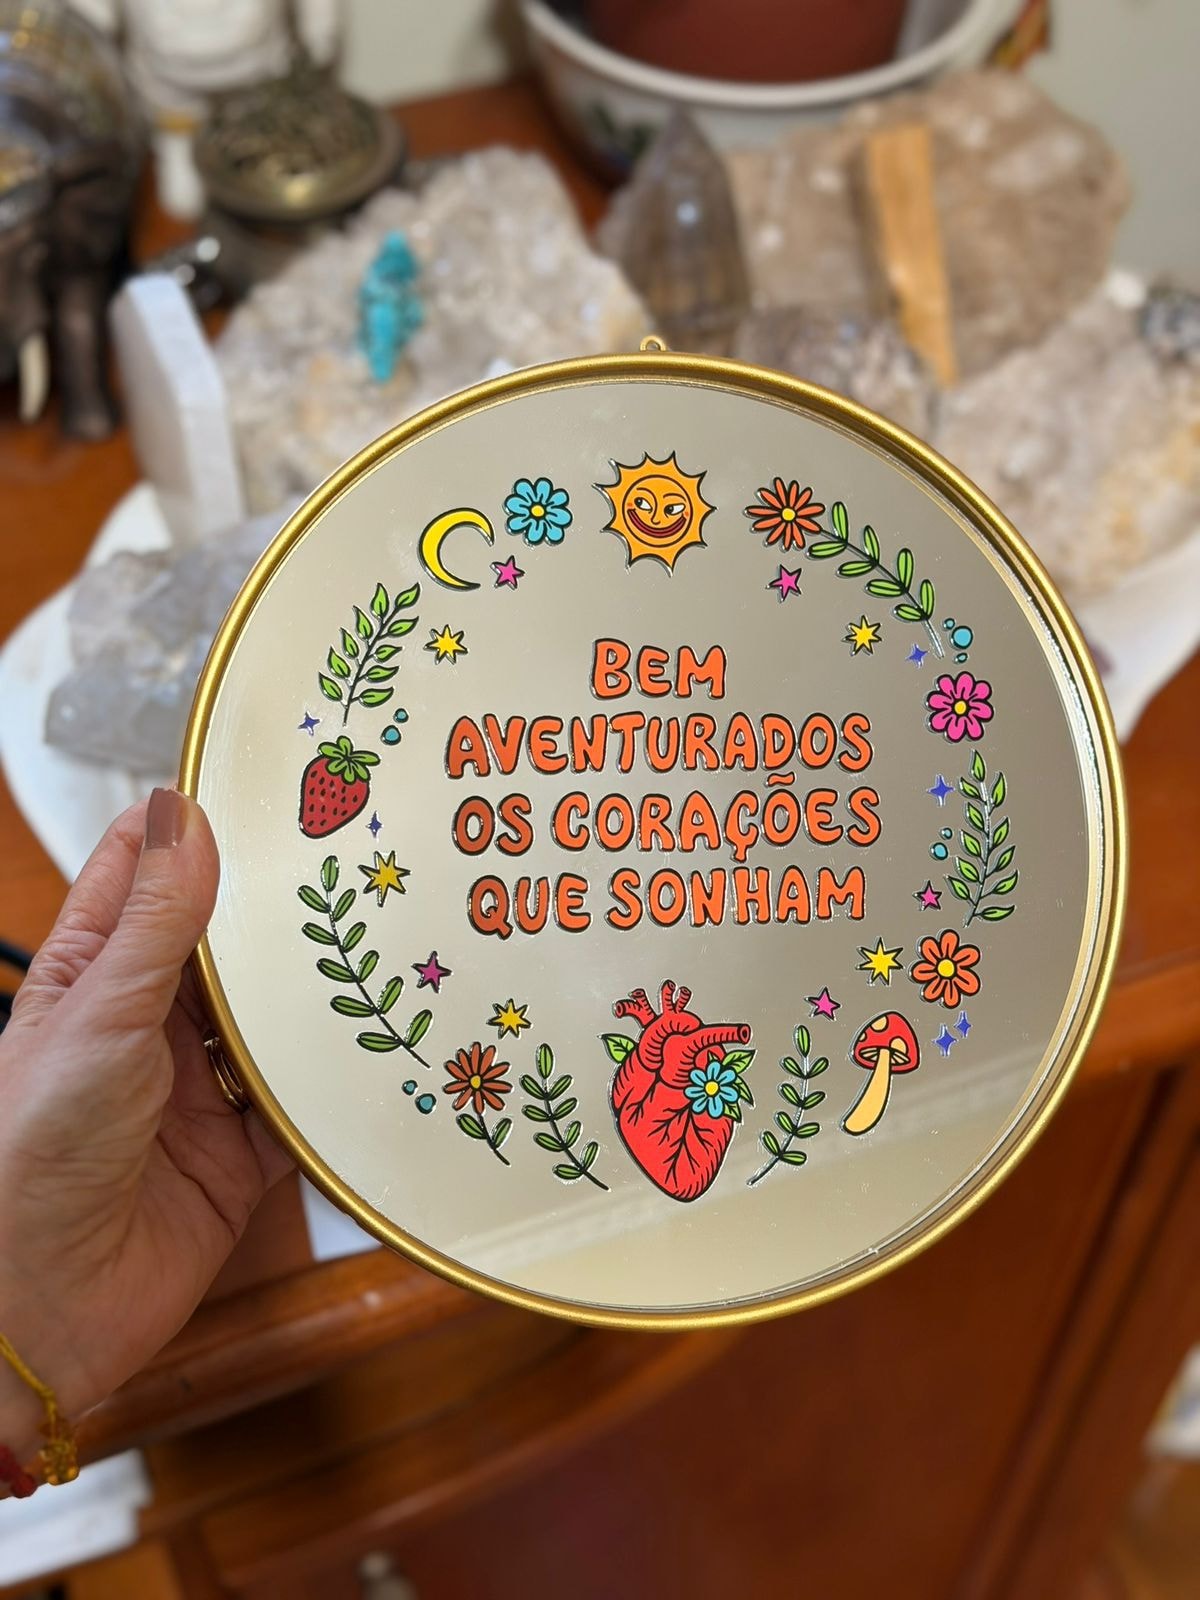 BEM
AVENTURADOS
OS CORAÇÕES
QUE SONHAM